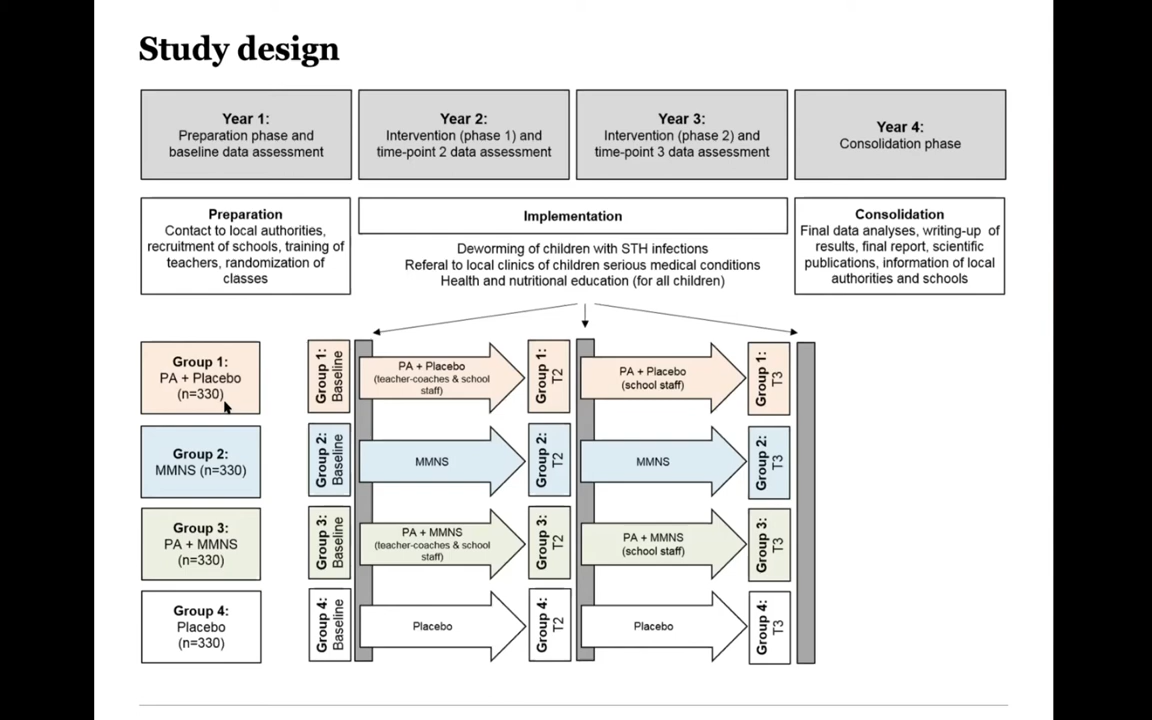 Study design
Year 1:
Preparation phase and
baseline data assessment
Year 2:
Intervention (phase 1) and
time-point 2 data assessment
Year 3:
Intervention (phase 2) and
time-point 3 data assessment
Year 4:
Consolidation phase
Preparation
Contact to local authorities,
recruitment of schools, training of
teachers, randomization of
classes
Implementation
Deworming of children with STH infections
Referal to local clinics of children serious medical conditions
Health and nutritional education (for all children)
Consolidation
Final data analyses, writing-up of
results, final report, scientific
publications, information of local
authorities and schools
Group 1:
PA + Placebo
(n=330)
Group 1:
Baseline
PA + Placebo
(teacher-coaches & school
staff)
Group 1:
T2
PA + Placebo
(school staff)
Group 1:
T3
Group 2:
MMNS (n=330)
Group 2:
Baseline
MMNS
Group 2:
T2
MMNS
Group 2:
T3
Group 3:
PA + MMNS
(n=330)
Group 3:
Baseline
PA + MMNS
(teacher-coaches & school
staff)
Group 3:
T2
PA + MMNS
(school staff)
Group 3:
T3
Group 4:
Placebo
(n=330)
Group 4:
Baseline
Placebo
Group 4:
T2
Placebo
Group 4:
T3